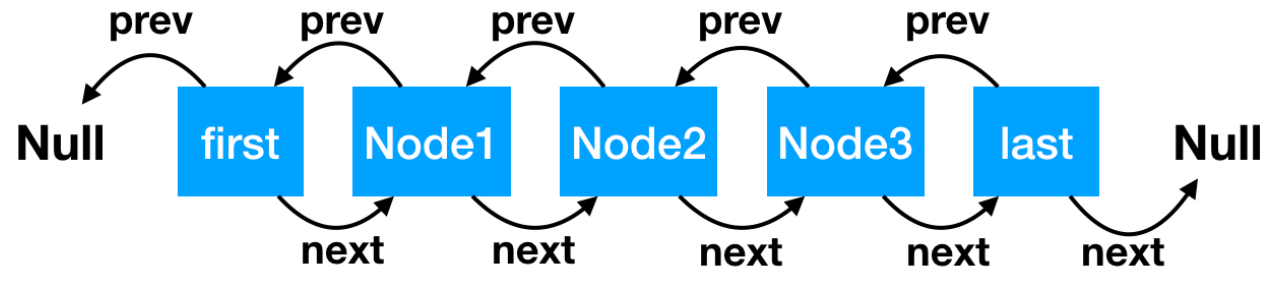 prev prev prev prev prev
Null first Node1 Node2 Node3 last Null
next next next next next